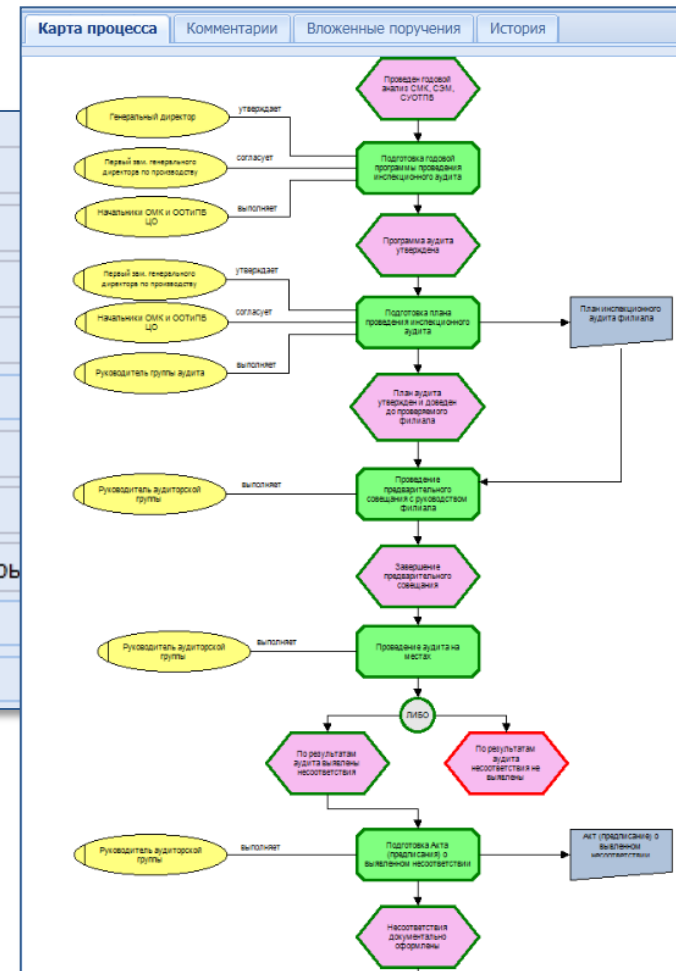 Карта процесса
Комментарии
Вложенные поручения
История
Проведен годовой
анализ СМК, СЭМ,
СУОТПБ
Генеральный директор
утверждает
Первый зам. генерального
директора по производству
согласует
Подготовка годовой
программы проведения
инспекционного аудита
Начальники ОМК и ООТиПБ
ЦО
выполняет
Программа аудита
утверждена
Первый зам. генерального
директора по производству
утверждает
Начальники ОМК и ООТиПБ
ЦО
согласует
Подготовка плана
проведения инспекционного
аудита
План инспекционного
аудита филиала
Руководитель группы аудита
выполняет
План аудита
утвержден и доведен
до проверяемого
филиала
Руководитель аудиторской
группы
выполняет
Проведение
предварительного
совещания с руководством
филиала
Завершение
предварительного
совещания
Руководитель аудиторской
группы
выполняет
Проведение аудита на
местах
ЛИБО
По результатам
аудита выявлены
несоответствия
По результатам
аудита
несоответствия не
выявлены
Руководитель аудиторской
группы
выполняет
Подготовка Акта
(предписания) о
выявленном несоответствии
Акт (предписание) о
выявленном
несоответствии
Несоответствия
документально
оформлены